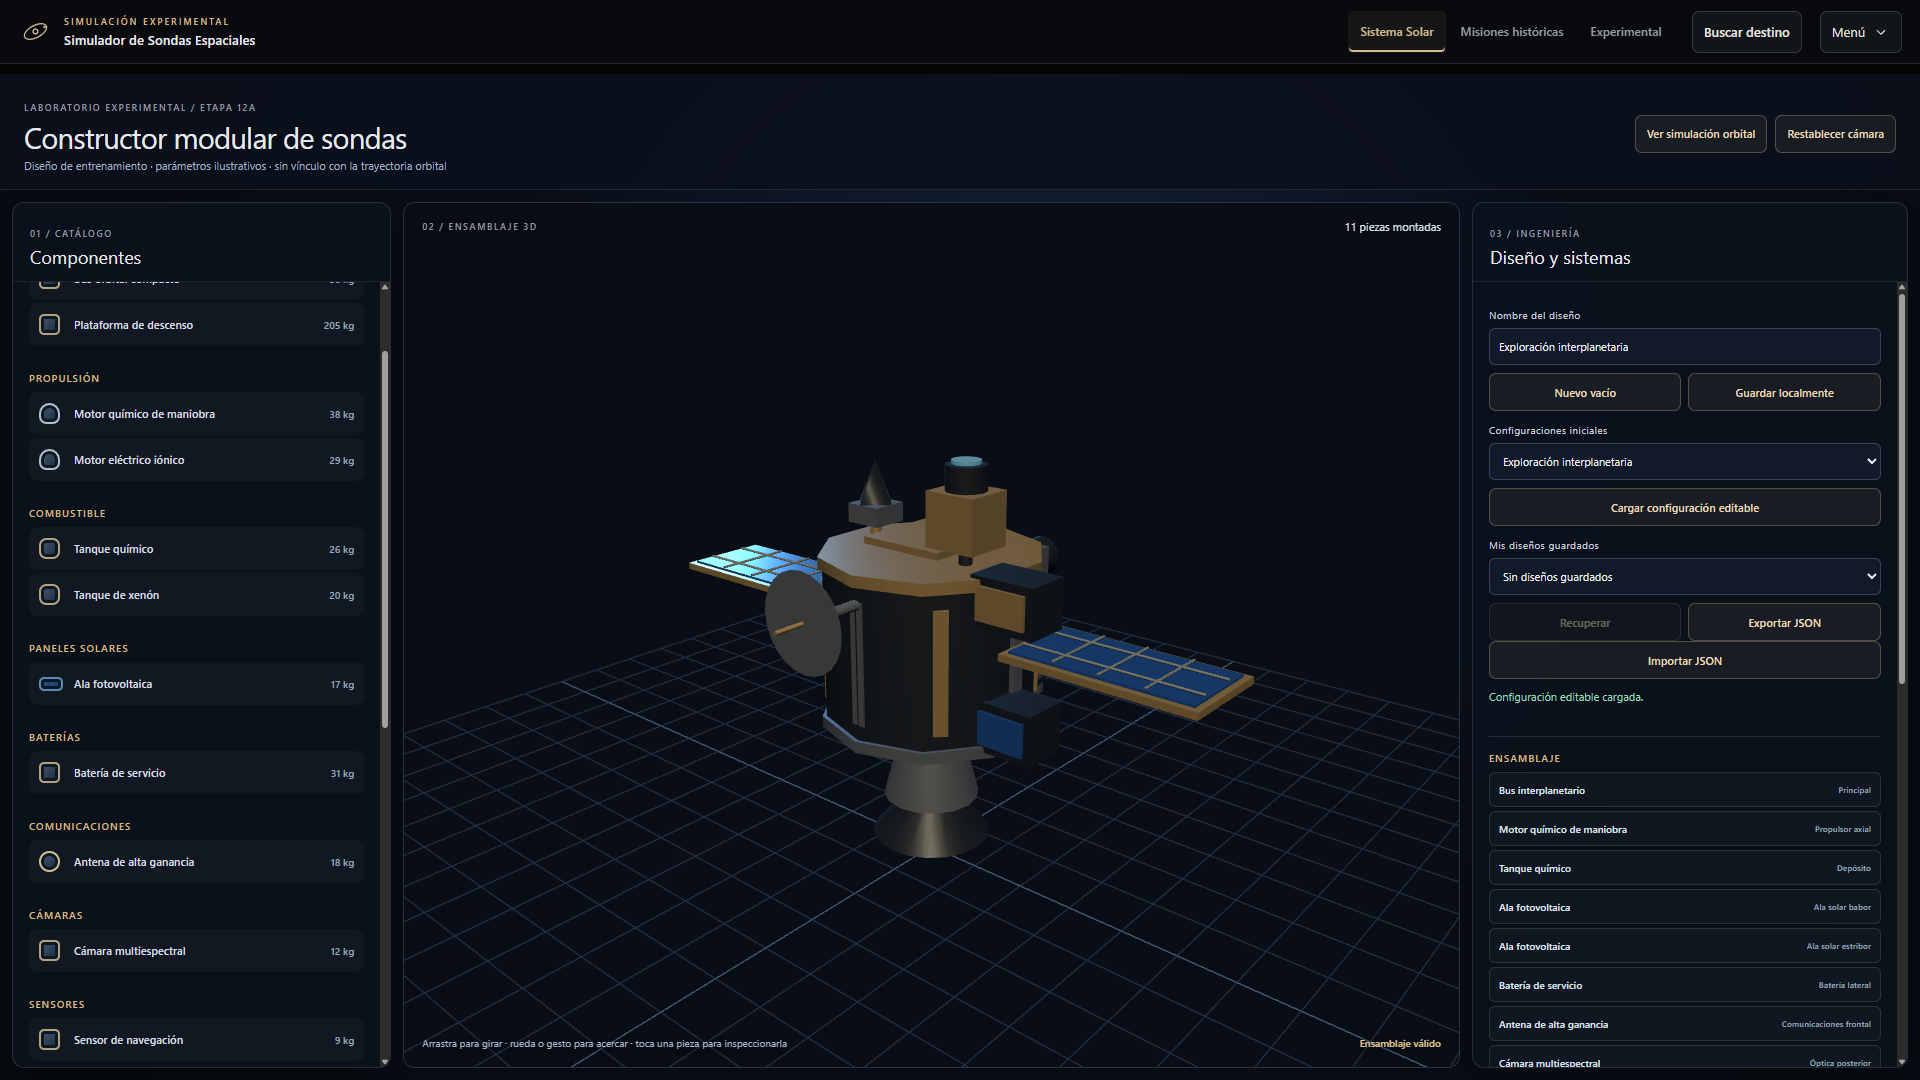 SIMULACIÓN EXPERIMENTAL
Simulador de Sondas Espaciales
Sistema Solar
Misiones históricas
Experimental
Buscar destino
Menú
LABORATORIO EXPERIMENTAL / ETAPA 12A
Constructor modular de sondas
Diseño de entrenamiento · parámetros ilustrativos · sin vínculo con la trayectoria orbital
Ver simulación orbital
Restablecer cámara
01 / CATÁLOGO
Componentes
Plataforma de descenso 205 kg
PROPULSIÓN
Motor químico de maniobra 38 kg
Motor eléctrico iónico 29 kg
COMBUSTIBLE
Tanque químico 26 kg
Tanque de xenón 20 kg
PANELES SOLARES
Ala fotovoltaica 17 kg
BATERÍAS
Batería de servicio 31 kg
COMUNICACIONES
Antena de alta ganancia 18 kg
CÁMARAS
Cámara multiespectral 12 kg
SENSORES
Sensor de navegación 9 kg
02 / ENSAMBLAJE 3D
11 piezas montadas
Arrastra para girar · rueda o gesto para acercar · toca una pieza para inspeccionarla
Ensamblaje válido
03 / INGENIERÍA
Diseño y sistemas
Nombre del diseño
Exploración interplanetaria
Nuevo vacío
Guardar localmente
Configuraciones iniciales
Exploración interplanetaria
Cargar configuración editable
Mis diseños guardados
Sin diseños guardados
Recuperar
Exportar JSON
Importar JSON
Configuración editable cargada.
ENSAMBLAJE
Bus interplanetario Principal
Motor químico de maniobra Propulsor axial
Tanque químico Depósito
Ala fotovoltaica Ala solar babor
Ala fotovoltaica Ala solar estribor
Batería de servicio Batería lateral
Antena de alta ganancia Comunicaciones frontal
Cámara multiespectral Óptica posterior